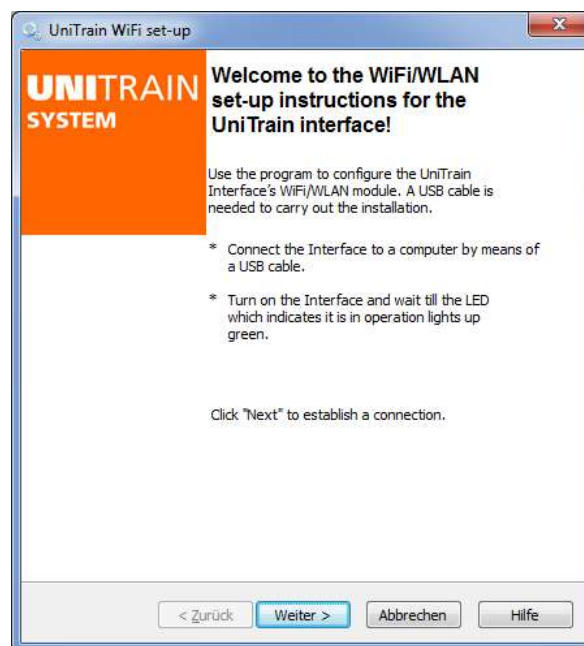 UniTrain WiFi set-up
UNITRAIN
SYSTEM
Welcome to the WiFi/WLAN
set-up instructions for the
UniTrain interface!
Use the program to configure the UniTrain
Interface's WiFi/WLAN module. A USB cable is
needed to carry out the installation.
* Connect the Interface to a computer by means of
a USB cable.
* Turn on the Interface and wait till the LED
which indicates it is in operation lights up
green.
Click "Next" to establish a connection.
< Zurück Weiter > Abbrechen Hilfe